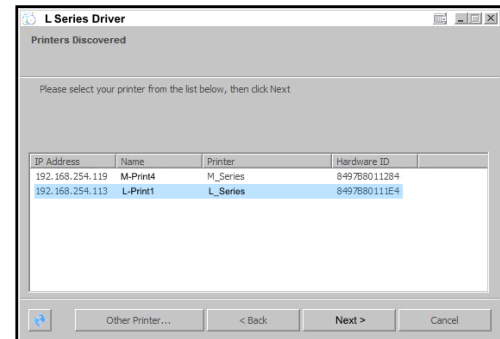 L Series Driver
Printers Discovered
Please select your printer from the list below, then click Next
IP Address Name Printer Hardware ID
192.168.254.119 M-Print4 M_Series 8497B8011284
192.168.254.113 L-Print1 L_Series 8497B80111E4
Other Printer... < Back Next > Cancel